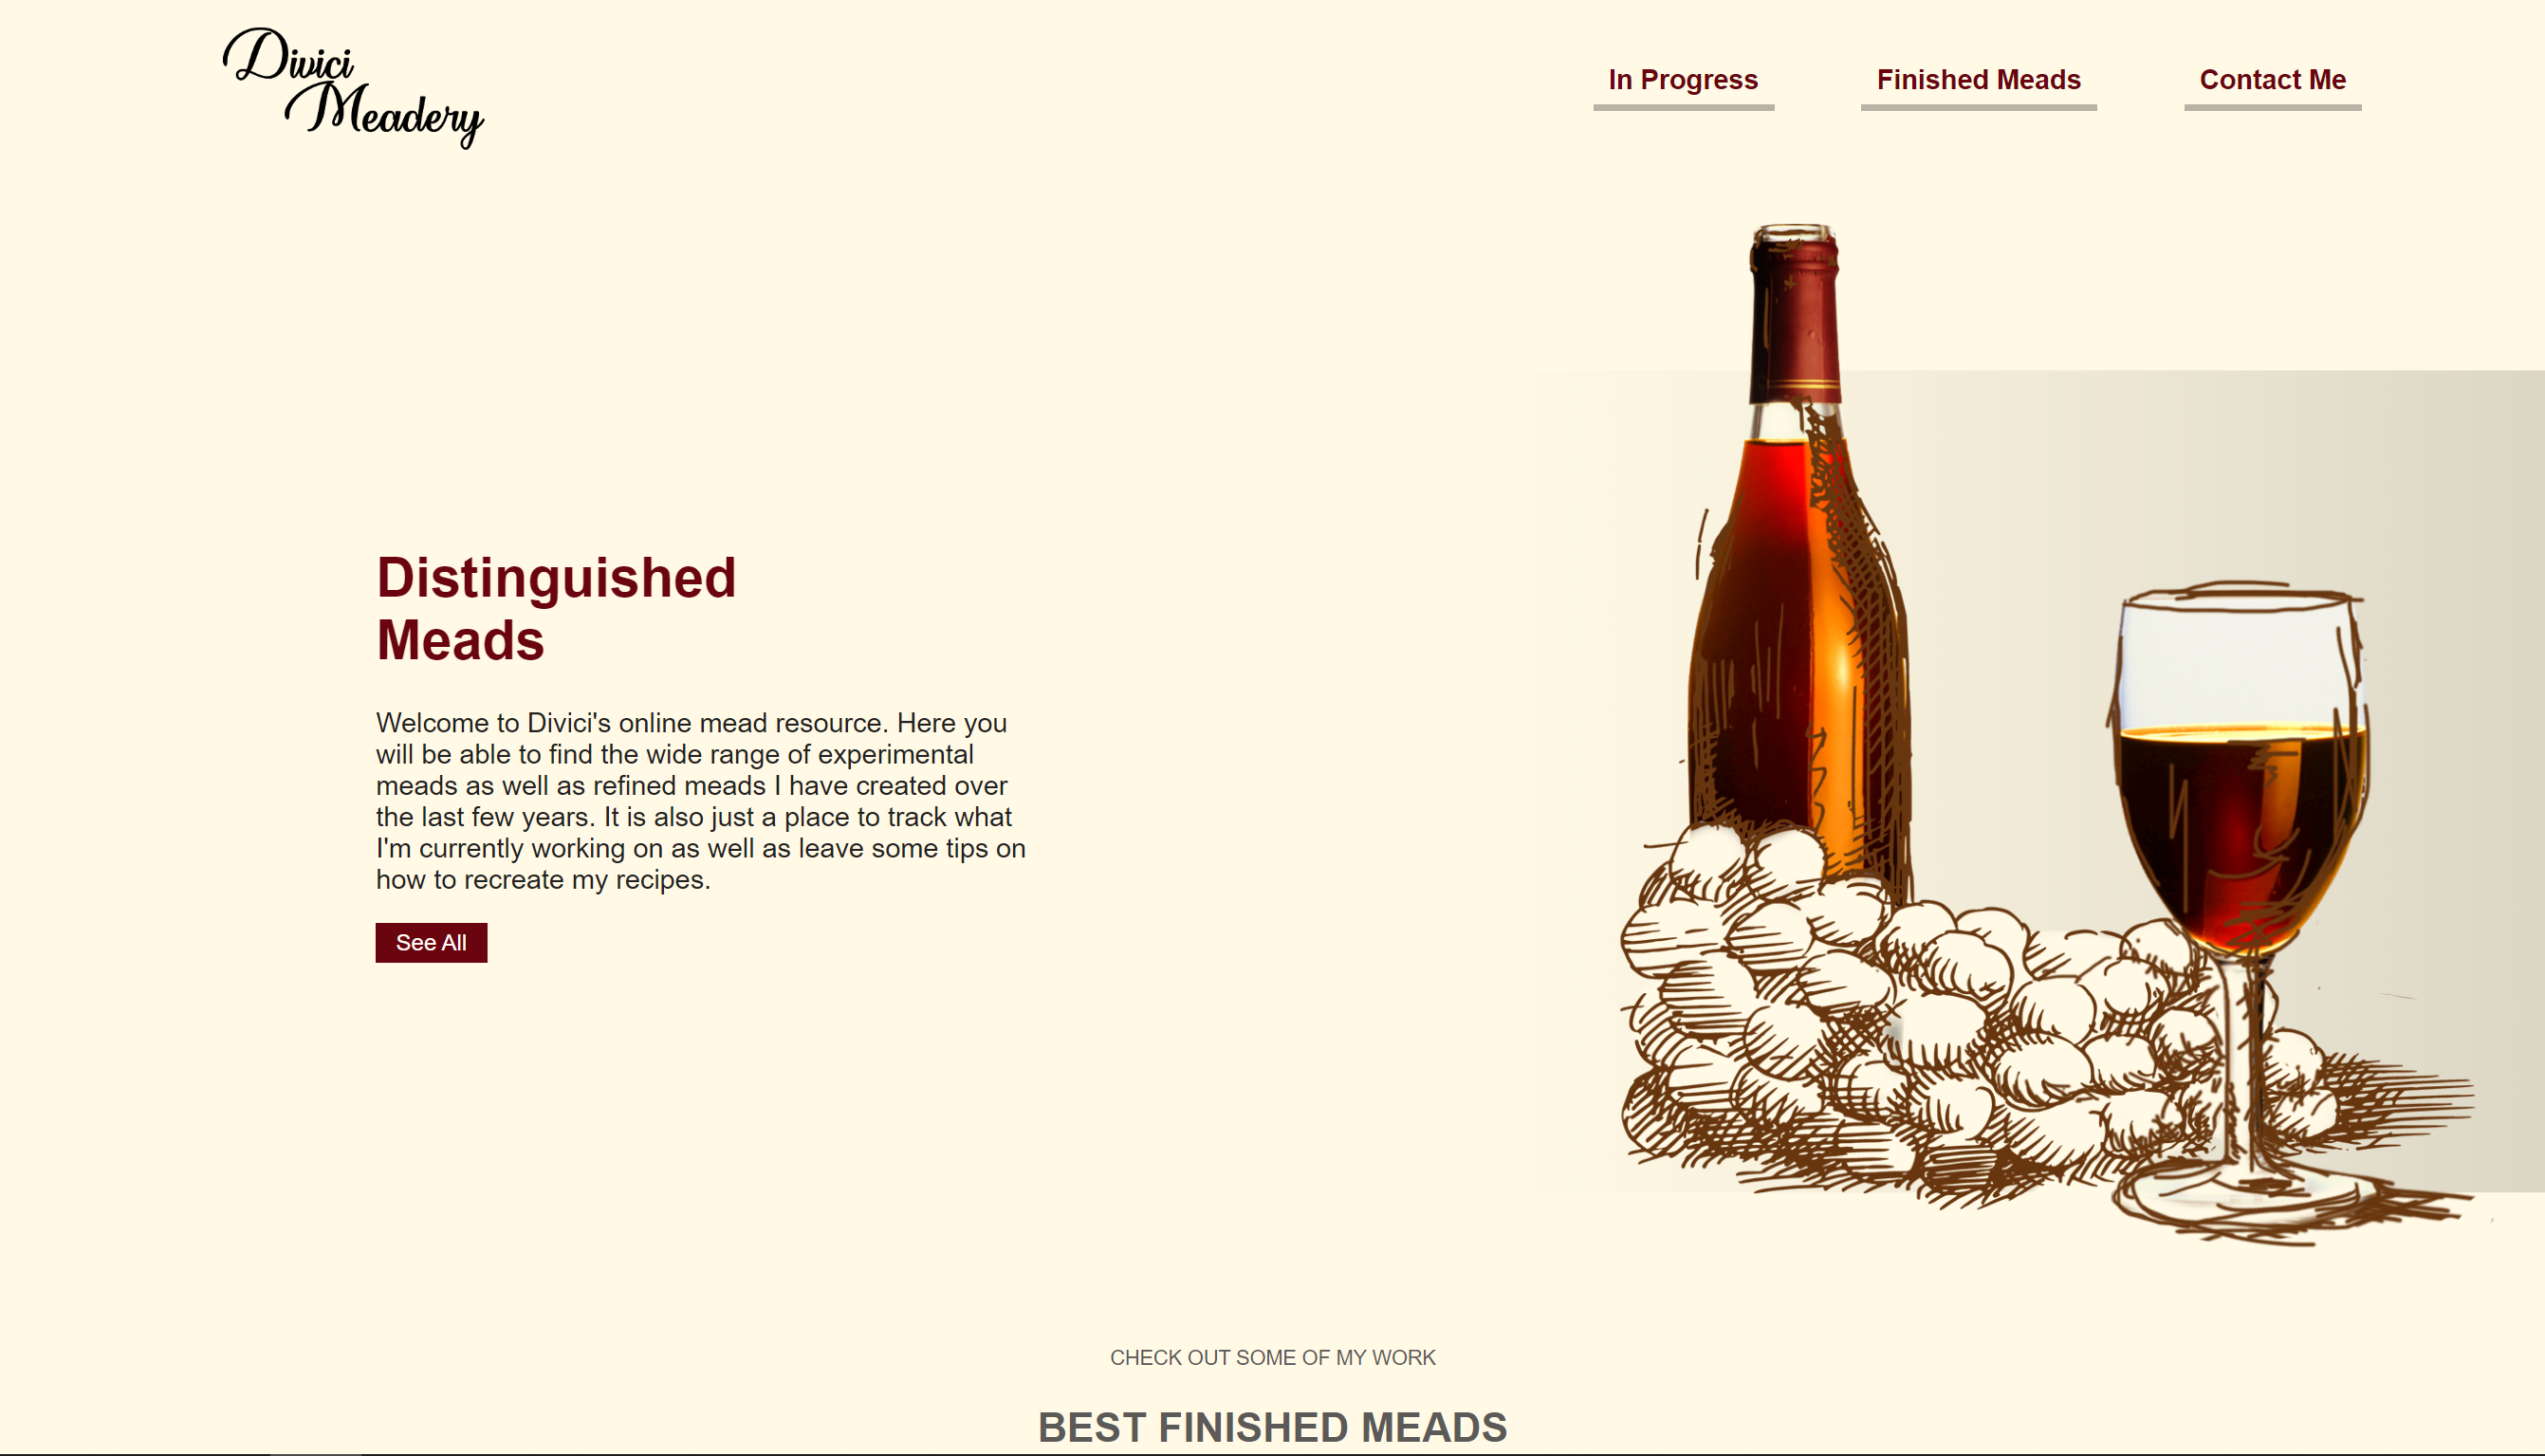 Divici
Meadery
In Progress
Finished Meads
Contact Me
Distinguished
Meads
Welcome to Divici's online mead resource. Here you
will be able to find the wide range of experimental
meads as well as refined meads I have created over
the last few years. It is also just a place to track what
I'm currently working on as well as leave some tips on
how to recreate my recipes.
See All
CHECK OUT SOME OF MY WORK
BEST FINISHED MEADS